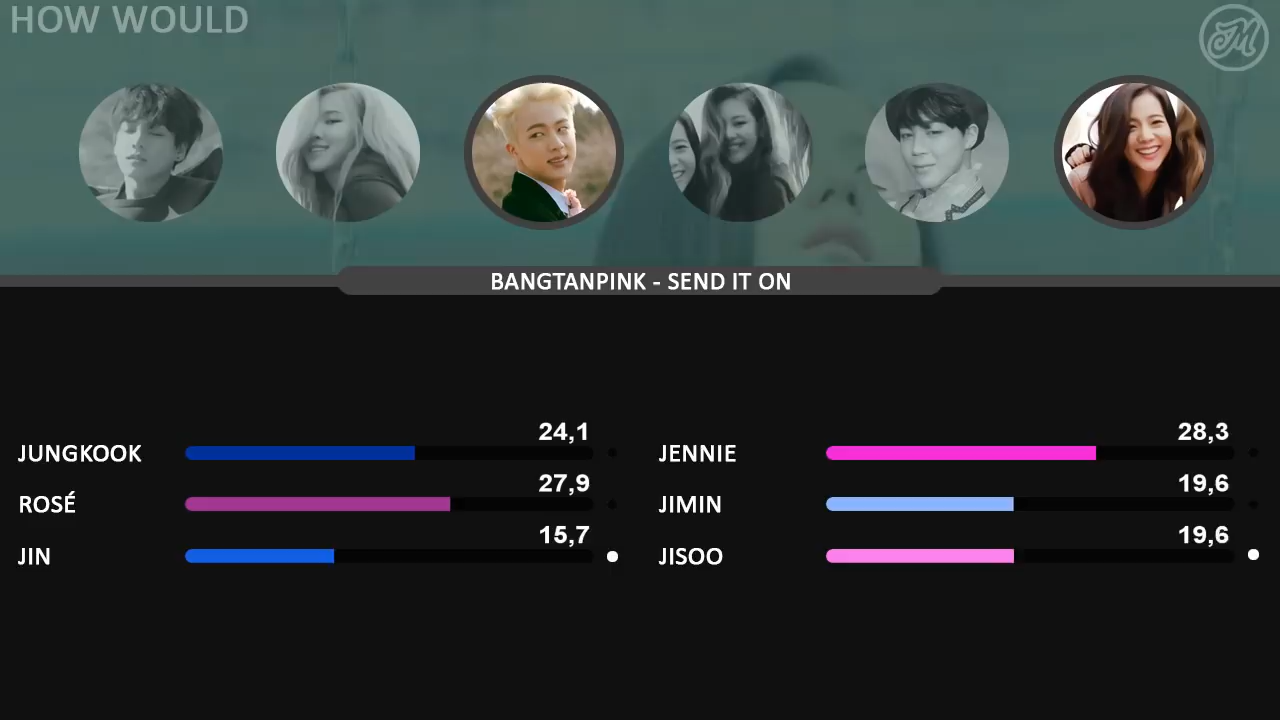 HOW WOULD
BANGTANPINK - SEND IT ON
JUNGKOOK 24,1
ROSÉ 27,9
JIN 15,7
JENNIE 28,3
JIMIN 19,6
JISOO 19,6